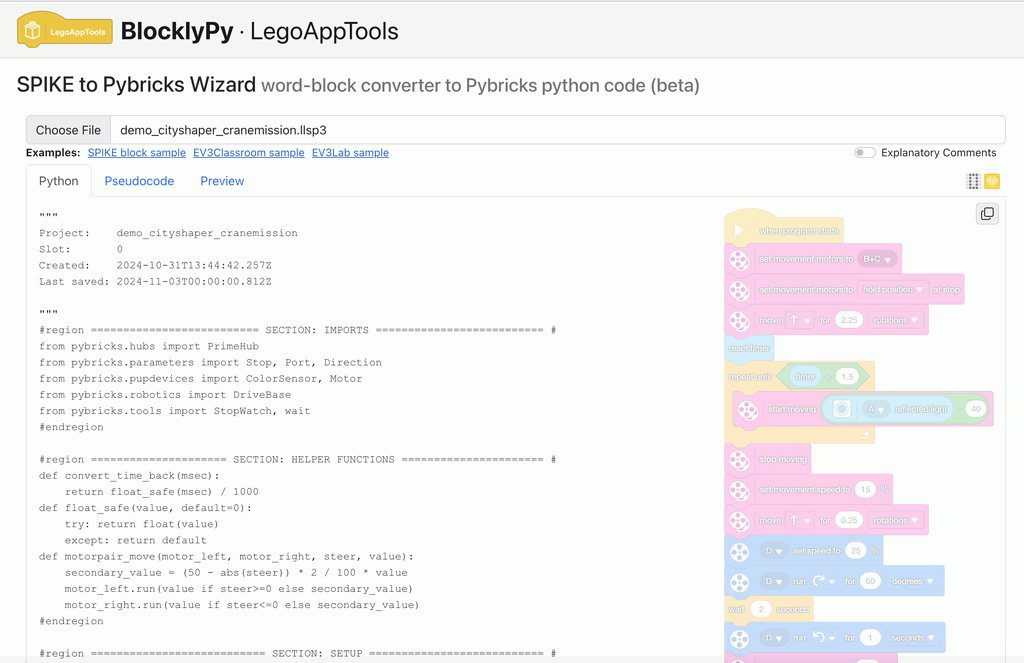 LegoAppTools BlocklyPy · LegoAppTools
SPIKE to Pybricks Wizard word-block converter to Pybricks python code (beta)
Choose File demo_cityshaper_cranemission.llsp3
Examples: SPIKE block sample EV3Classroom sample EV3Lab sample Explanatory Comments
Python Pseudocode Preview
"""
Project: demo_cityshaper_cranemission
Slot: 0
Created: 2024-10-31T13:44:42.257Z
Last saved: 2024-11-03T00:00:00.812Z
"""
#region ========================== SECTION: IMPORTS ========================== #
from pybricks.hubs import PrimeHub
from pybricks.parameters import Stop, Port, Direction
from pybricks.pupdevices import ColorSensor, Motor
from pybricks.robotics import DriveBase
from pybricks.tools import StopWatch, wait
#endregion
#region ===================== SECTION: HELPER FUNCTIONS ====================== #
def convert_time_back(msec):
    return float_safe(msec) / 1000
def float_safe(value, default=0):
    try: return float(value)
    except: return default
def motorpair_move(motor_left, motor_right, steer, value):
    secondary_value = (50 - abs(steer)) * 2 / 100 * value
    motor_left.run(value if steer>=0 else secondary_value)
    motor_right.run(value if steer<=0 else secondary_value)
#endregion
#region =========================== SECTION: SETUP =========================== #
when program starts
set movement motors to B+C
set movement motors to hold position at stop
move for 2.25 rotations
reset timer
repeat until timer < 1.5
start moving A reflected light - 40
stop moving
set movement speed to 15 %
move for 0.25 rotations
D set speed to 25 %
D run for 60 degrees
wait 2 seconds
D run for 1 seconds